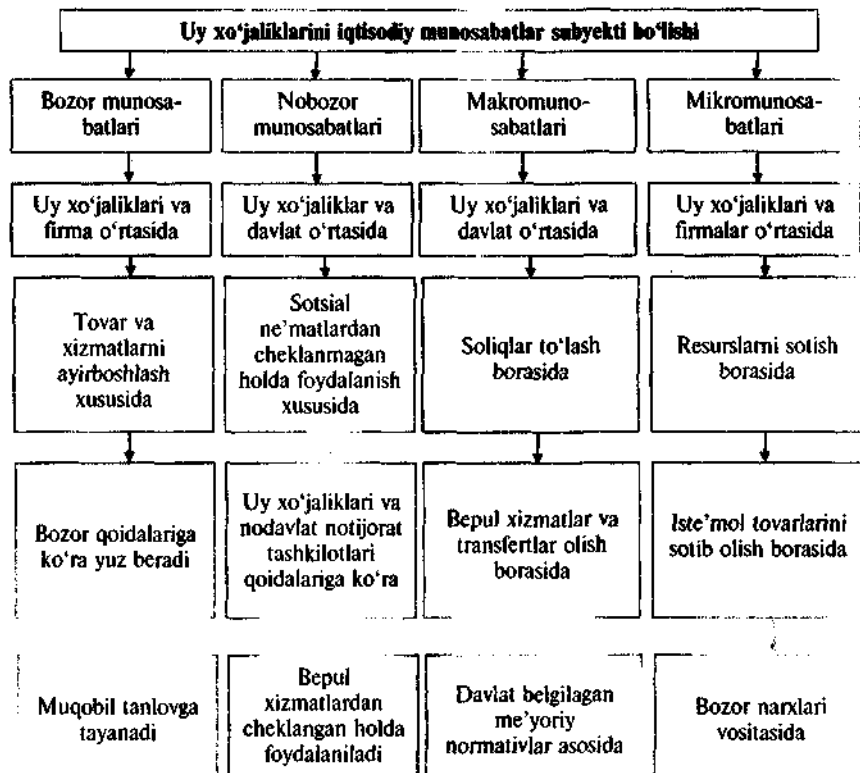 Uy xo‘jaliklarini iqtisodiy munosabatlar subyekti bo‘lishi
Bozor munosa-
batlari
Nobozor
munosabatlari
Makromuno-
sabatlari
Mikromunosa-
batlari
Uy xo‘jaliklari va
firma o‘rtasida
Uy xo‘jaliklar va
davlat o‘rtasida
Uy xo‘jaliklari va
davlat o‘rtasida
Uy xo‘jaliklari va
firmalar o‘rtasida
Tovar va
xizmatlarni
ayirboshlash
xususida
Sotsial
ne’matlardan
cheklanmagan
holda foydalanish
xususida
Soliqlar to‘lash
borasida
Resurslarni sotish
borasida
Bozor qoidalariga
ko‘ra yuz beradi
Uy xo‘jaliklari va
nodavlat notijorat
tashkilotlari
qoidalariga ko‘ra
Bepul xizmatlar va
transfertlar olish
borasida
Iste’mol tovarlarini
sotib olish borasida
Muqobil tanlovga
tayanadi
Bepul
xizmatlardan
cheklangan holda
foydalaniladi
Davlat belgilagan
me’yoriy
normativlar asosida
Bozor narxlari
vositasida